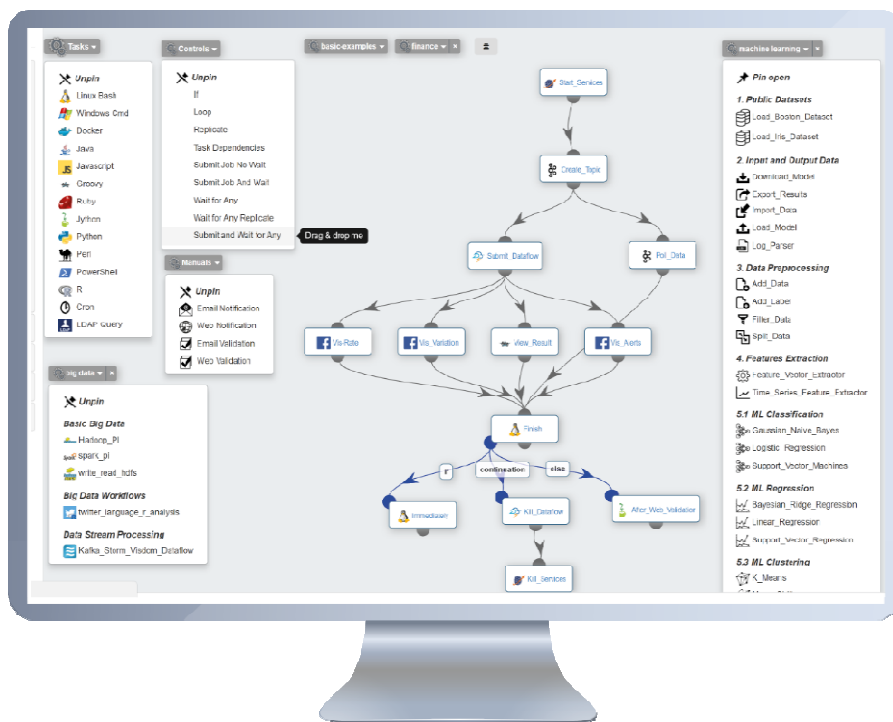 Tasks
Unpin
Linux Bash
Windows Cmd
Docker
Java
Javascript
Groovy
Ruby
Jython
Python
Perl
PowerShell
R
Cron
LDAP Query
Controls
Unpin
If
Loop
Replicate
Task Dependencies
Submit Job No Wait
Submit Job And Wait
Wait for Any
Wait for Any Replicate
Submit and Wait for Any
Drag & drop me
Manuals
Unpin
Email Notification
Web Notification
Email Validation
Web Validation
big data
Unpin
Basic Big Data
Hadoop_Pi
spark_pi
write_read_hdfs
Big Data Workflows
twitter_language_r_analysis
Data Stream Processing
Kafka_Storm_Visdom_Dataflow
basic-examples
finance
Start_Services
Create_Topic
Submit_Dataflow
Poll_Data
Vis-Rate
Vis_Variation
View_Result
Vis_Alerts
Finish
if
continuation
else
Immediately
Kill_Dataflow
After_Web_Validation
Kill_Services
machine learning
Pin open
1. Public Datasets
Load_Boston_Dataset
Load_Iris_Dataset
2. Input and Output Data
Download_Model
Export_Results
Import_Data
Load_Model
Log_Parser
3. Data Preprocessing
Add_Data
Add_Label
Filter_Data
Split_Data
4. Features Extraction
Feature_Vector_Extractor
Time_Series_Feature_Extractor
5.1 ML Classification
Gaussian_Naive_Bayes
Logistic_Regression
Support_Vector_Machines
5.2 ML Regression
Bayesian_Ridge_Regression
Linear_Regression
Support_Vector_Regression
5.3 ML Clustering
K_Means